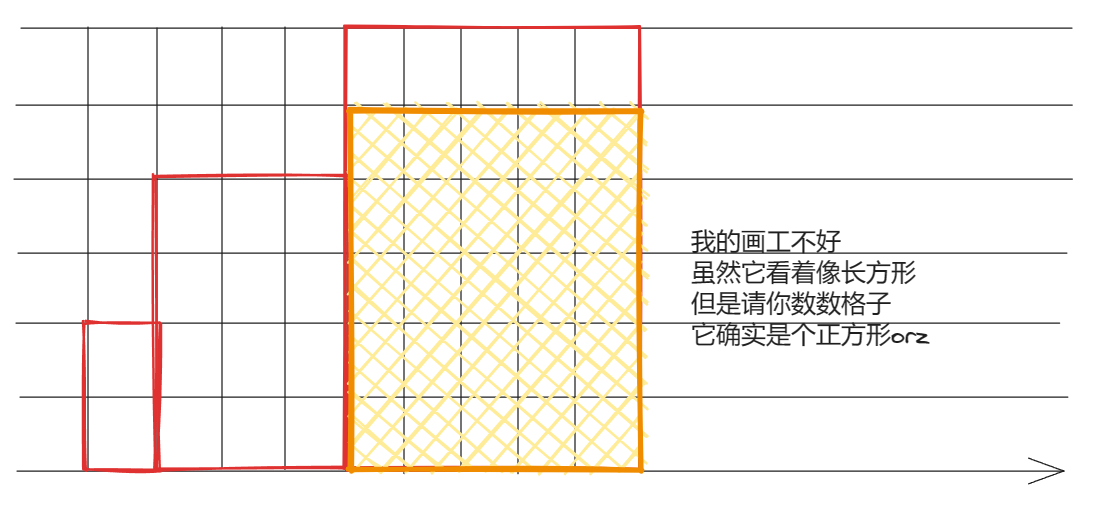 我的画工不好
虽然它看着像长方形
但是请你数数格子
它确实是个正方形orz